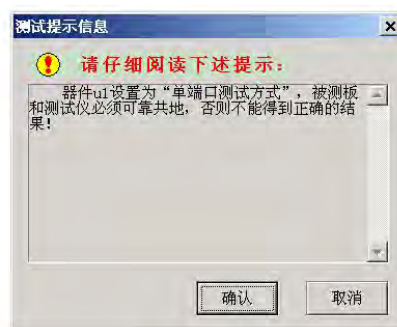 测试提示信息
请仔细阅读下述提示：
器件u1设置为“单端口测试方式”，被测板
和测试仪必须可靠共地，否则不能得到正确的结
果！
确认
取消